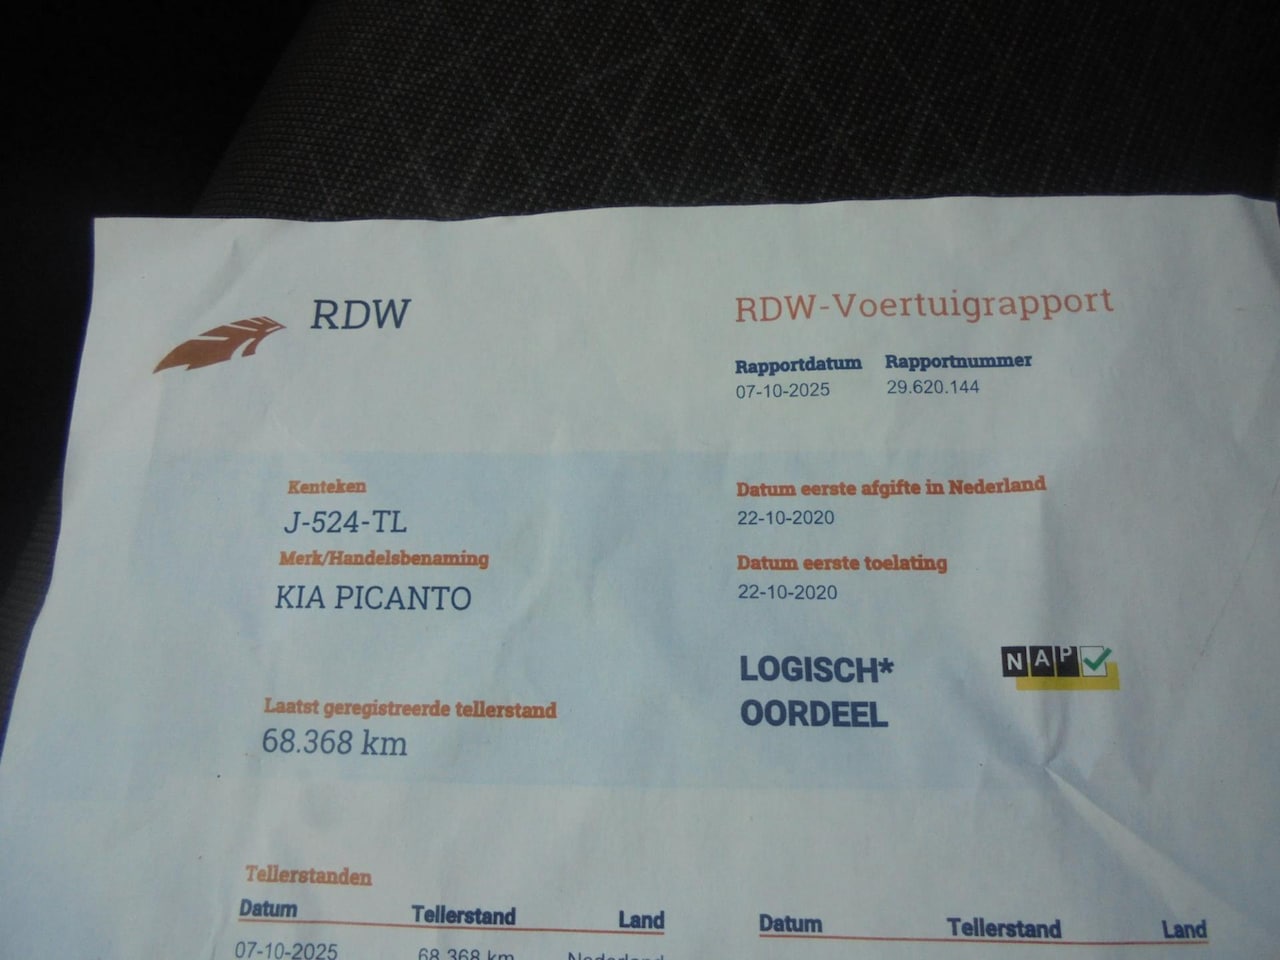 RDW
RDW-Voertuigrapport
Rapportdatum Rapportnummer
07-10-2025 29.620.144
Kenteken
J-524-TL
Merk/Handelsbenaming
KIA PICANTO
Laatst geregistreerde tellerstand
68.368 km
Datum eerste afgifte in Nederland
22-10-2020
Datum eerste toelating
22-10-2020
LOGISCH*
OORDEEL
NAP
Tellerstanden
Datum Tellerstand Land
07-10-2025 68.368 km Nederland
Datum Tellerstand Land